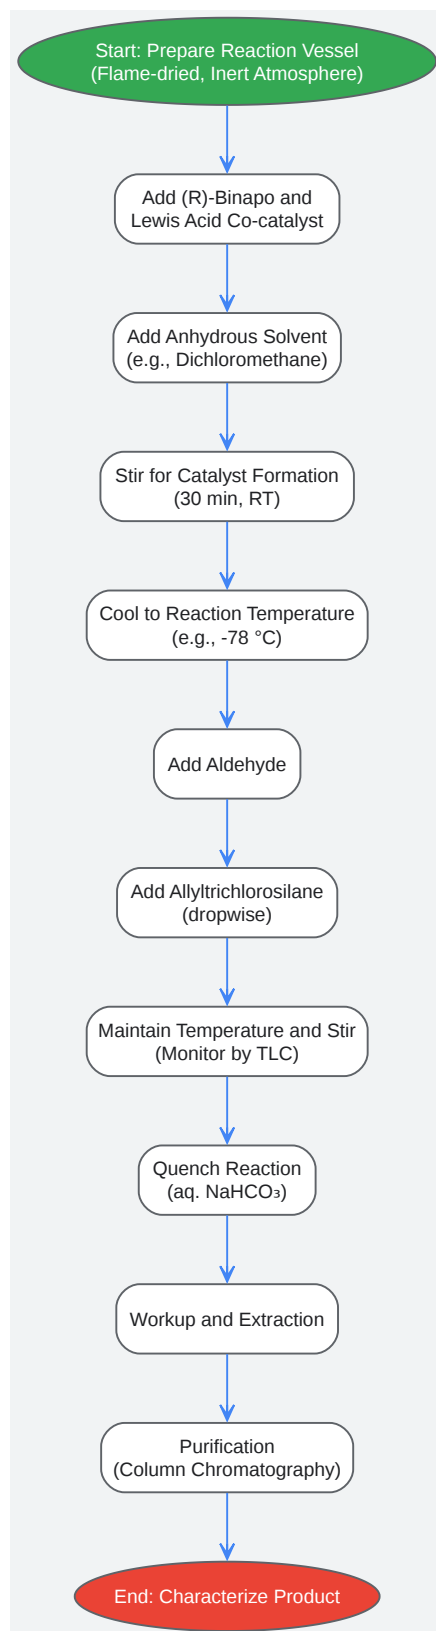 Start: Prepare Reaction Vessel
(Flame-dried, Inert Atmosphere)
Add (R)-Binapo and
Lewis Acid Co-catalyst
Add Anhydrous Solvent
(e.g., Dichloromethane)
Stir for Catalyst Formation
(30 min, RT)
Cool to Reaction Temperature
(e.g., -78 °C)
Add Aldehyde
Add Allyltrichlorosilane
(dropwise)
Maintain Temperature and Stir
(Monitor by TLC)
Quench Reaction
(aq. NaHCO₃)
Workup and Extraction
Purification
(Column Chromatography)
End: Characterize Product